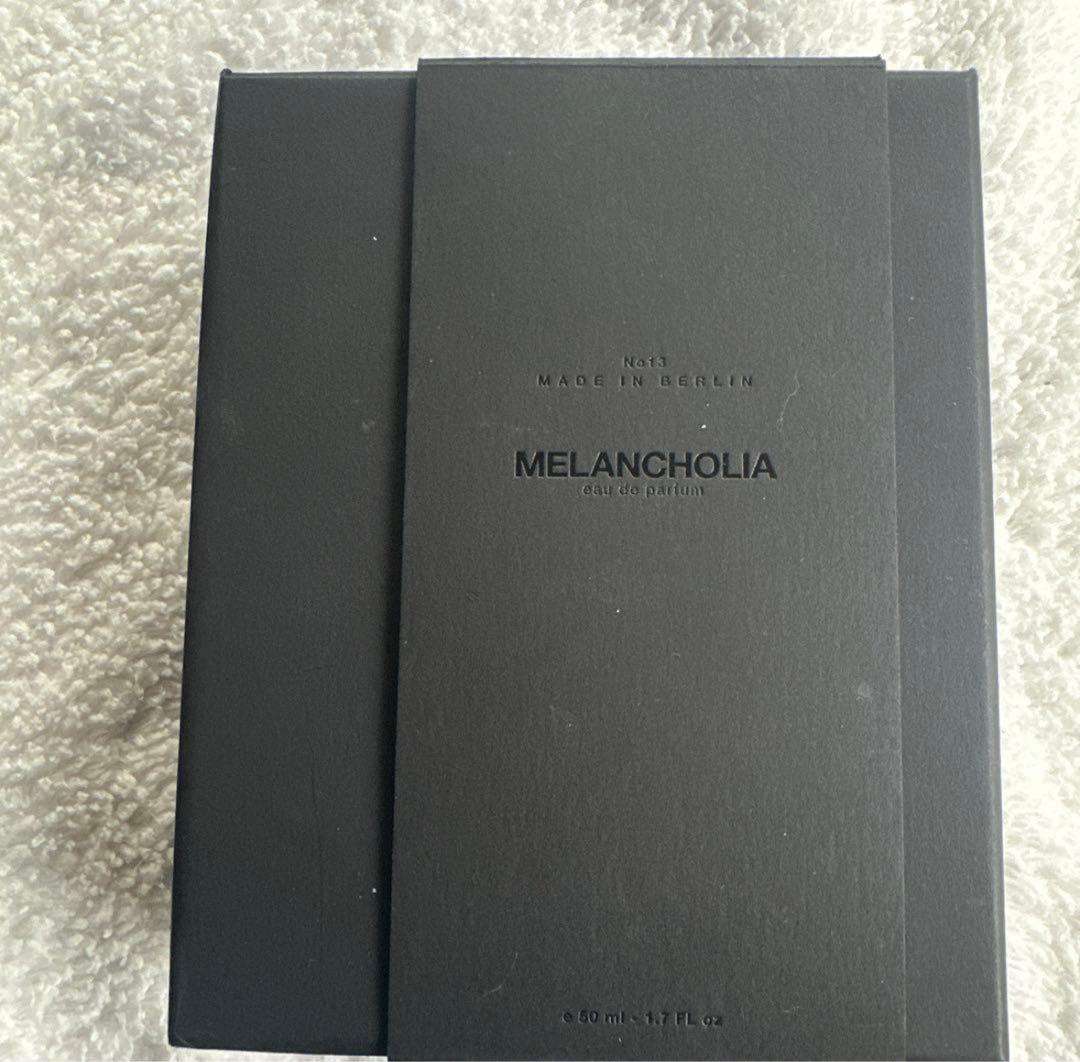 No13
MADE IN BERLIN
MELANCHOLIA
eau de parfum
e 50 ml - 1.7 FL oz